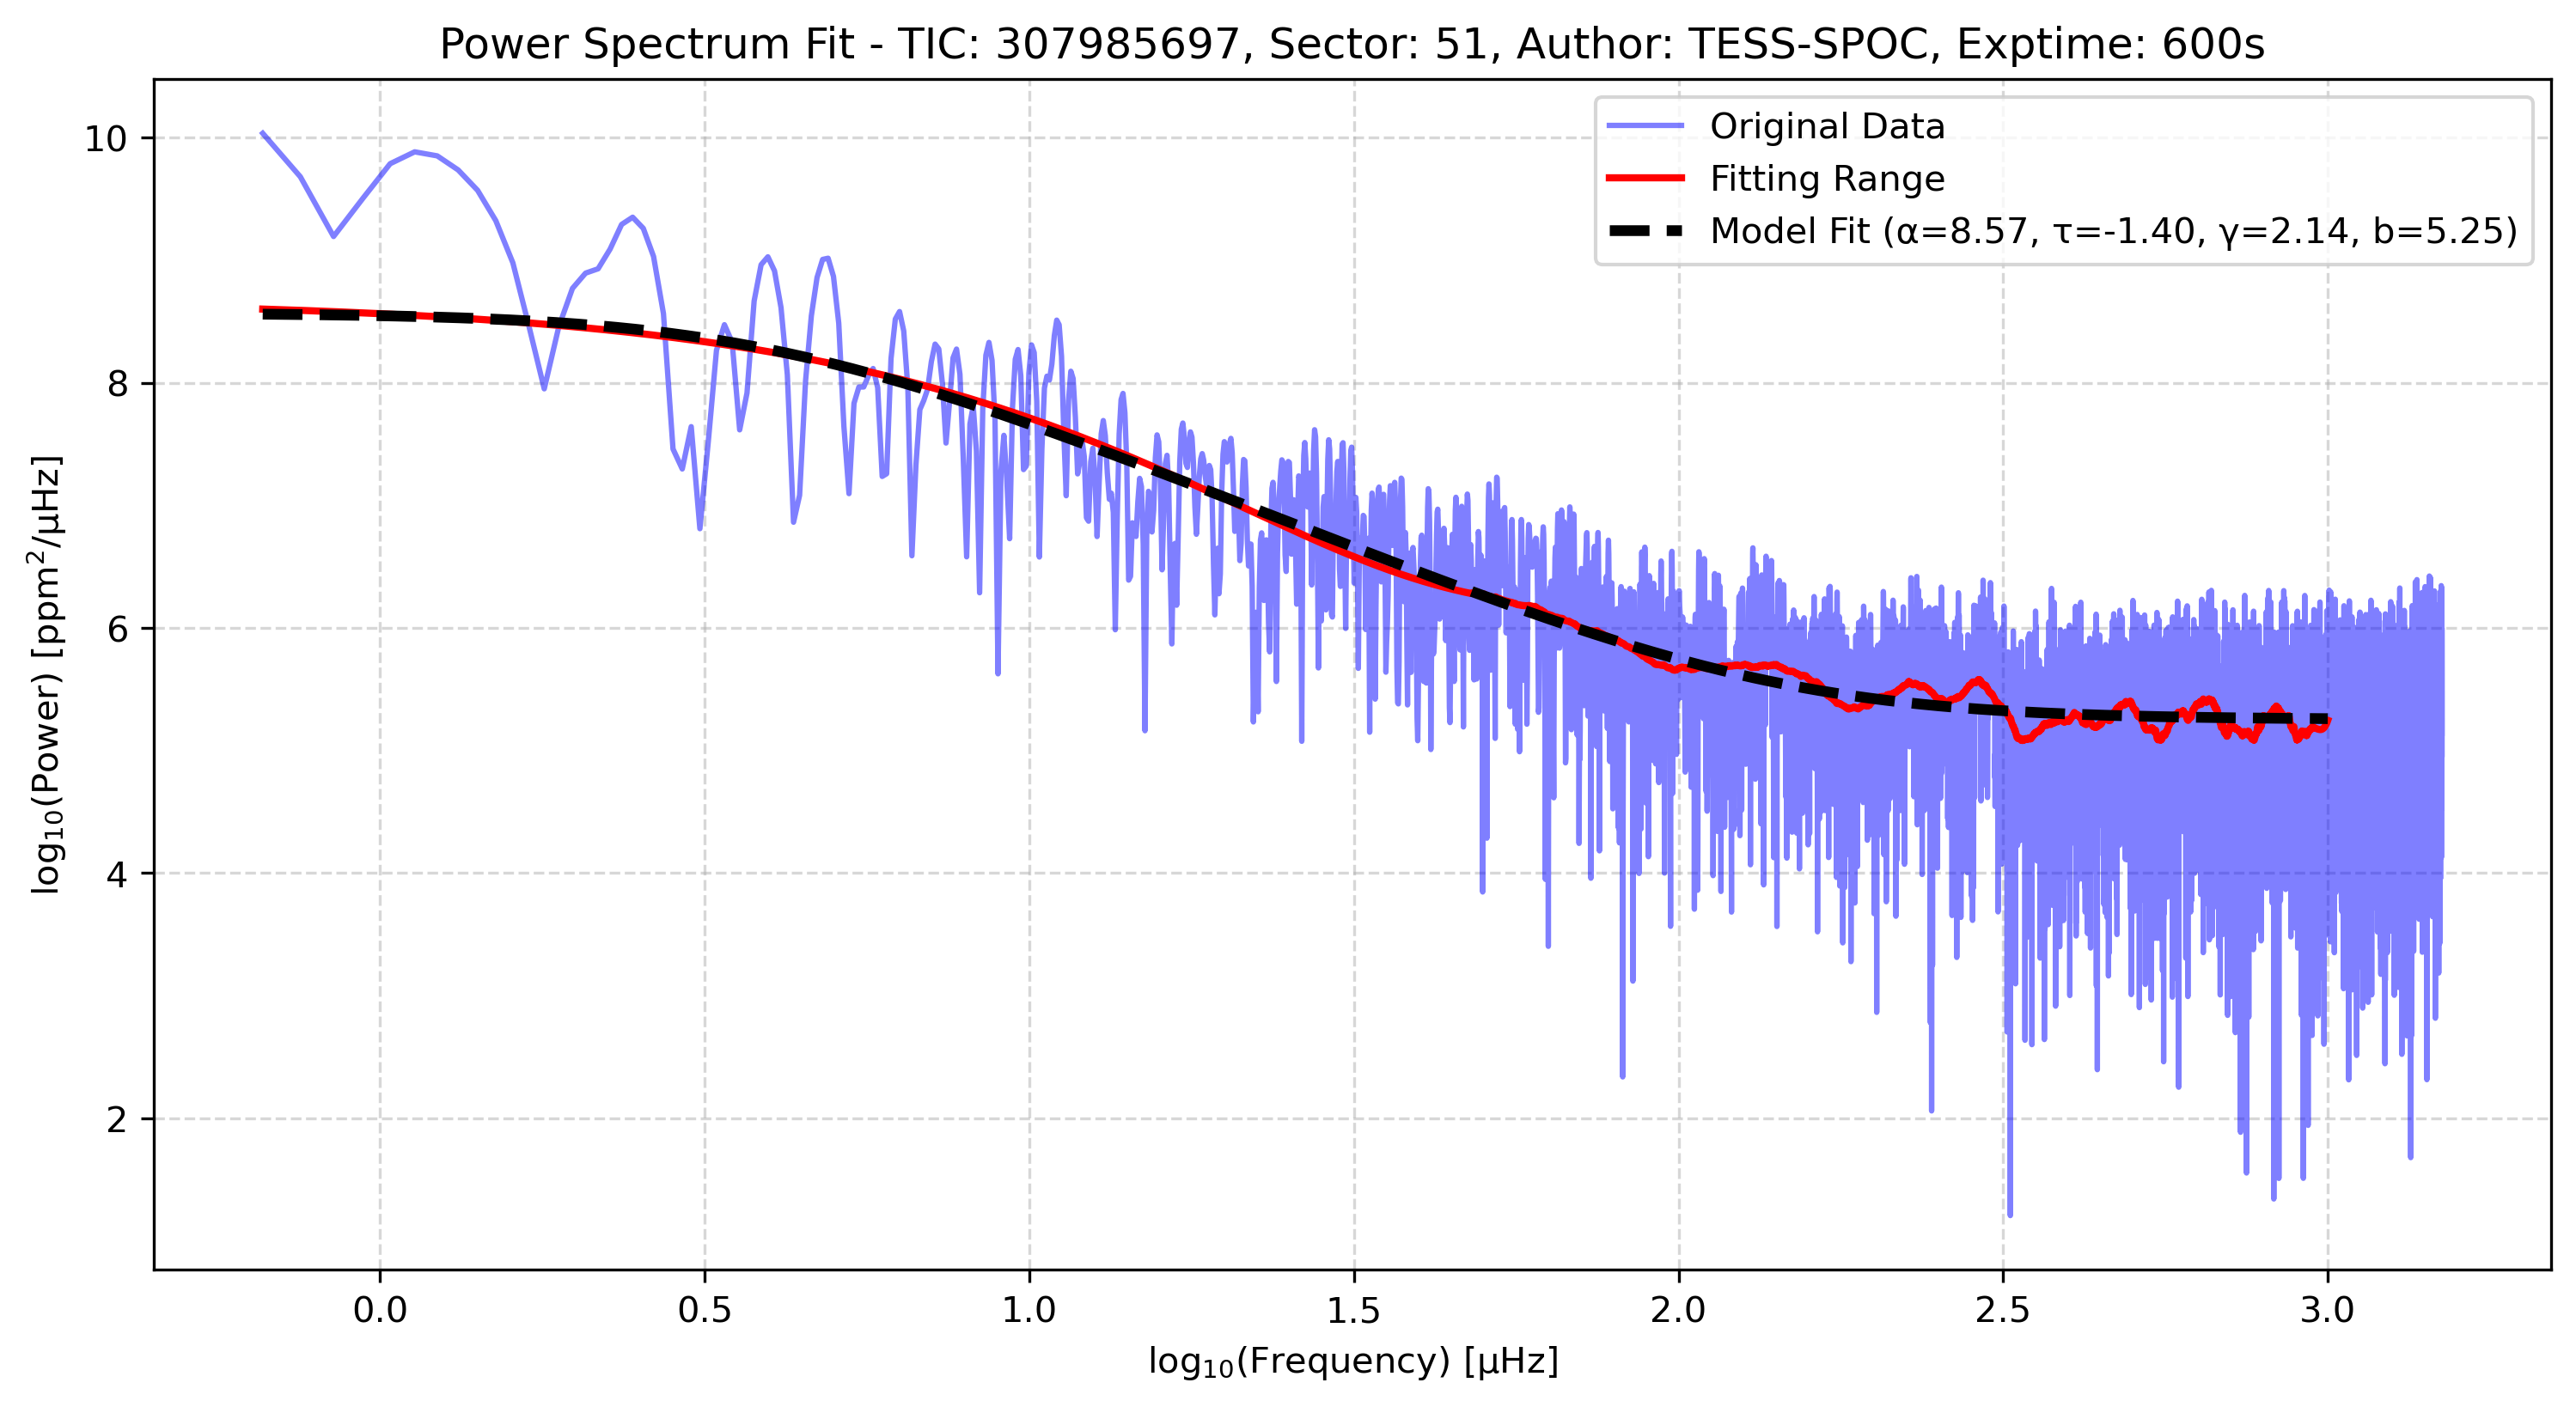 Power Spectrum Fit - TIC: 307985697, Sector: 51, Author: TESS-SPOC, Exptime: 600s
Original Data
Fitting Range
Model Fit (α=8.57, τ=-1.40, γ=2.14, b=5.25)
log₁₀(Power) [ppm²/μHz]
10
8
6
4
2
0.0 0.5 1.0 1.5 2.0 2.5 3.0
log₁₀(Frequency) [μHz]